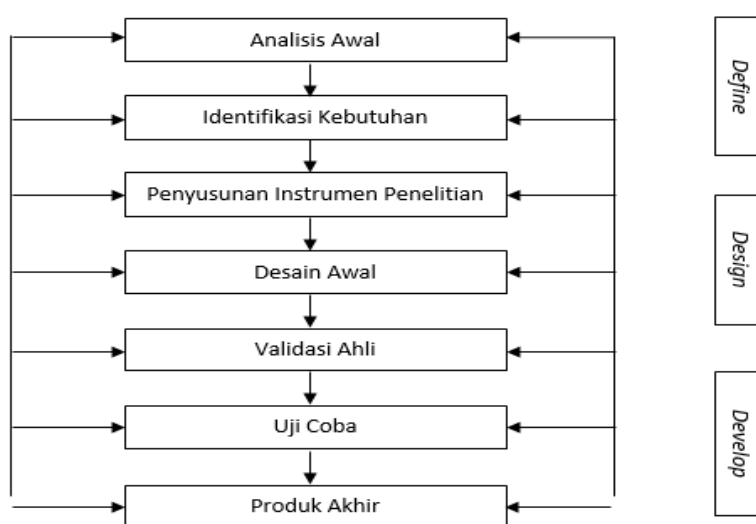 Analisis Awal
Identifikasi Kebutuhan
Penyusunan Instrumen Penelitian
Desain Awal
Validasi Ahli
Uji Coba
Produk Akhir
Define
Design
Develop